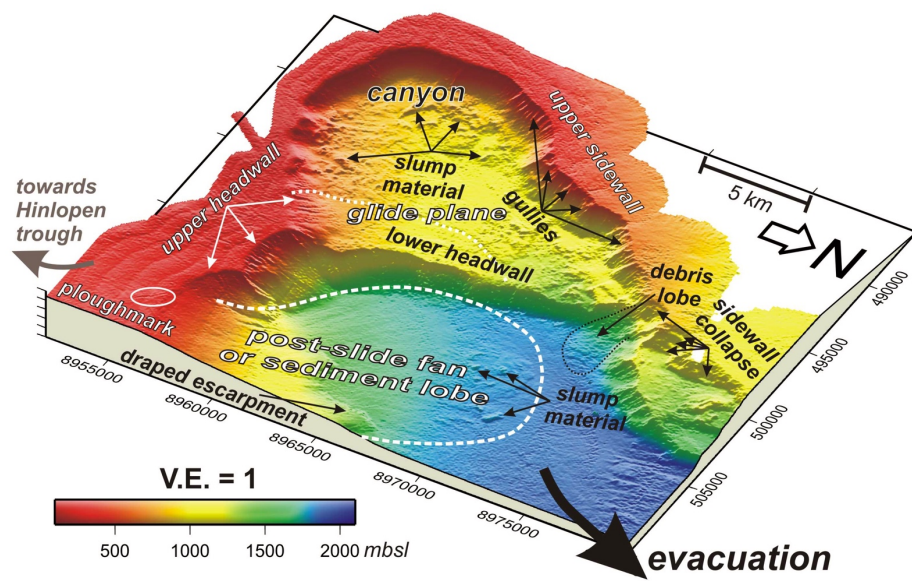 canyon
upper sidewall
slump
material
5 km
N
gullies
towards
Hinlopen
trough
upper headwall
glide plane
lower headwall
debris
lobe
490000
sidewall
collapse
ploughmark
495000
post-slide fan
or sediment lobe
8955000
draped escarpment
slump
material
500000
8960000
8965000
505000
8970000
V.E. = 1
8975000
500
1000
1500
2000 mbsl
evacuation